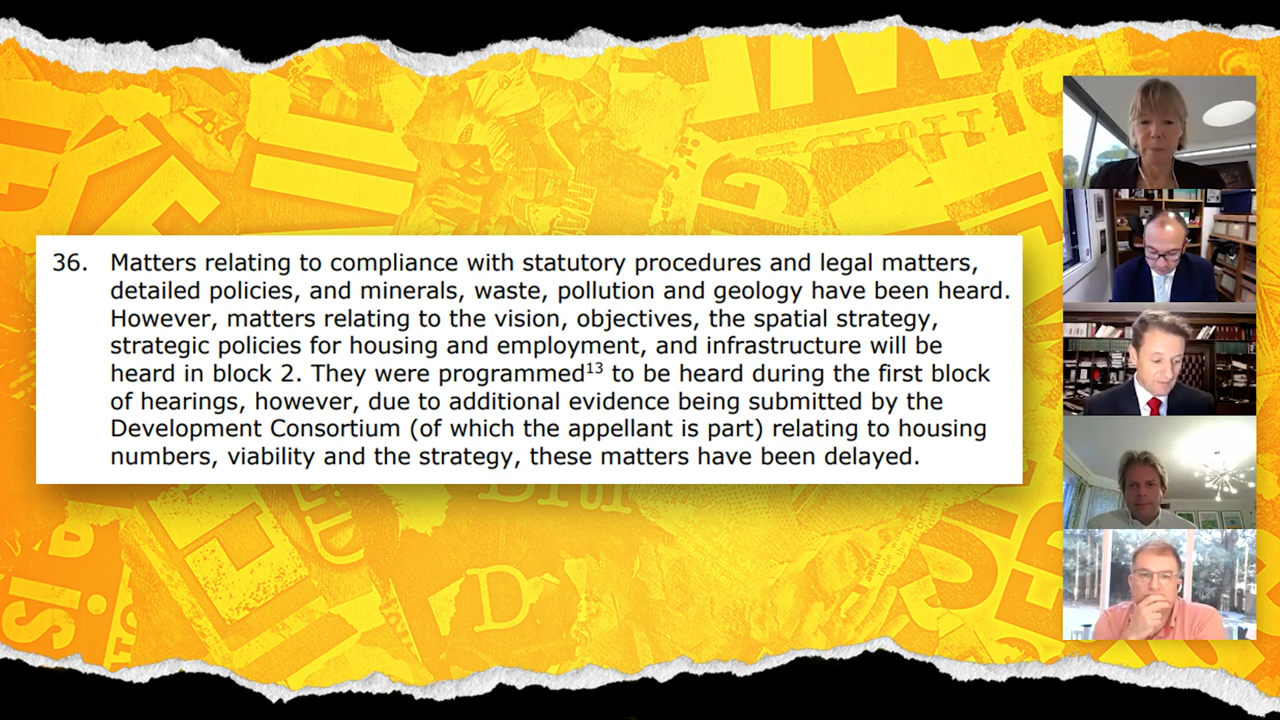 36. Matters relating to compliance with statutory procedures and legal matters,
detailed policies, and minerals, waste, pollution and geology have been heard.
However, matters relating to the vision, objectives, the spatial strategy,
strategic policies for housing and employment, and infrastructure will be
heard in block 2. They were programmed¹³ to be heard during the first block
of hearings, however, due to additional evidence being submitted by the
Development Consortium (of which the appellant is part) relating to housing
numbers, viability and the strategy, these matters have been delayed.